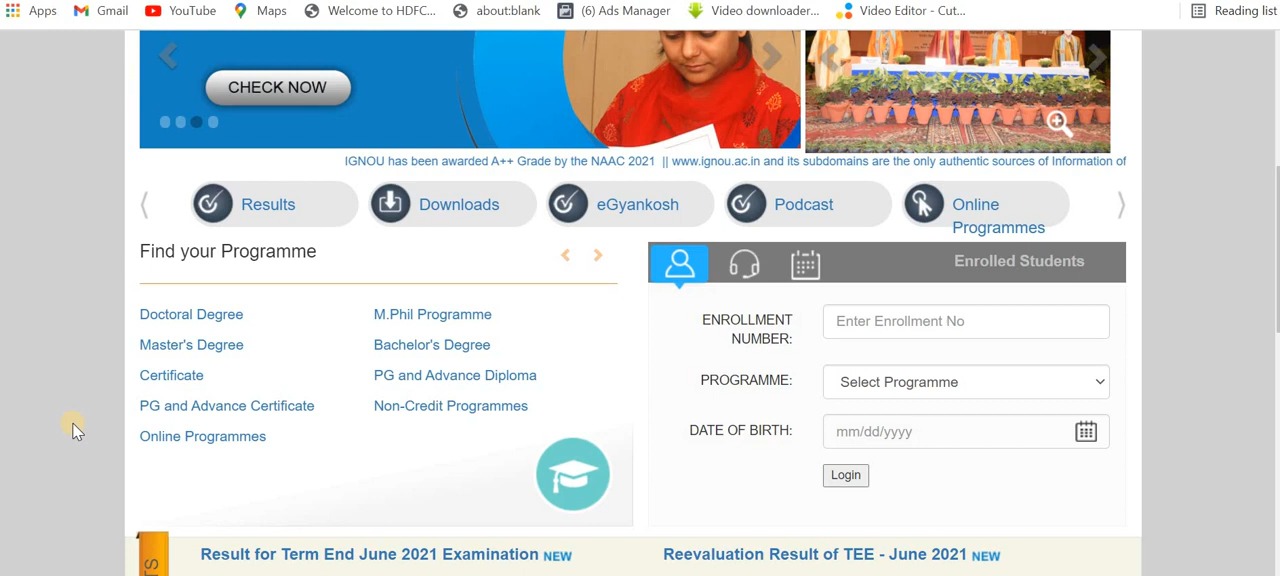 Apps Gmail YouTube Maps Welcome to HDFC... about:blank (6) Ads Manager Video downloader... Video Editor - Cut... Reading list
CHECK NOW
IGNOU has been awarded A++ Grade by the NAAC 2021 || www.ignou.ac.in and its subdomains are the only authentic sources of Information of
Results Downloads eGyankosh Podcast Online
Programmes
Find your Programme
Enrolled Students
Doctoral Degree M.Phil Programme
Master's Degree Bachelor's Degree
Certificate PG and Advance Diploma
PG and Advance Certificate Non-Credit Programmes
Online Programmes
ENROLLMENT
NUMBER:
Enter Enrollment No
PROGRAMME: Select Programme
DATE OF BIRTH: mm/dd/yyyy
Login
Result for Term End June 2021 Examination NEW
Reevaluation Result of TEE - June 2021 NEW